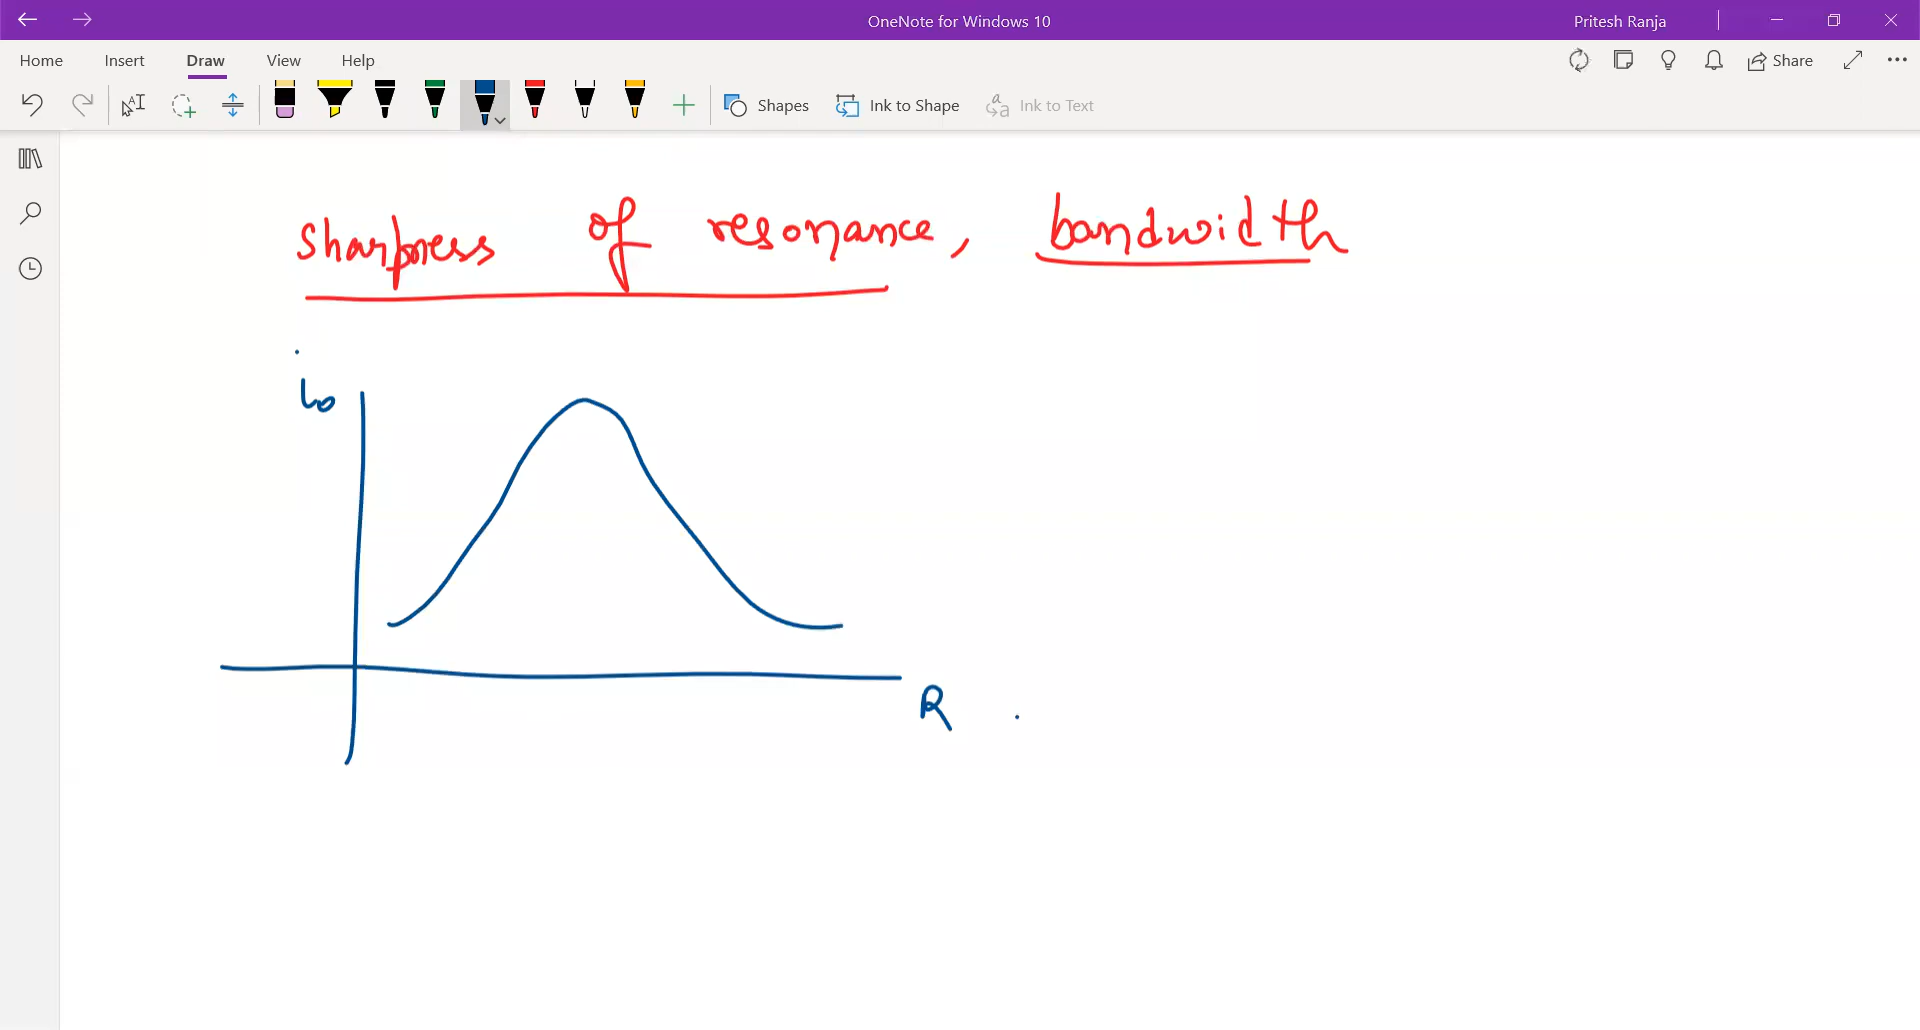 OneNote for Windows 10
Pritesh Ranja
Home Insert Draw View Help
Share
Shapes Ink to Shape Ink to Text
sharpness of resonance, bandwidth
i₀
R